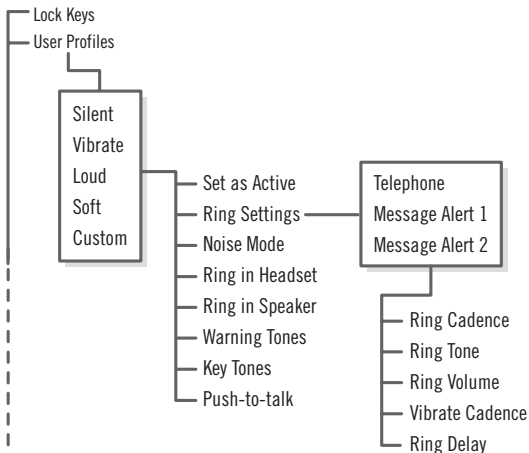 Lock Keys
User Profiles
Silent
Vibrate
Loud
Soft
Custom
Set as Active
Ring Settings
Noise Mode
Ring in Headset
Ring in Speaker
Warning Tones
Key Tones
Push-to-talk
Telephone
Message Alert 1
Message Alert 2
Ring Cadence
Ring Tone
Ring Volume
Vibrate Cadence
Ring Delay